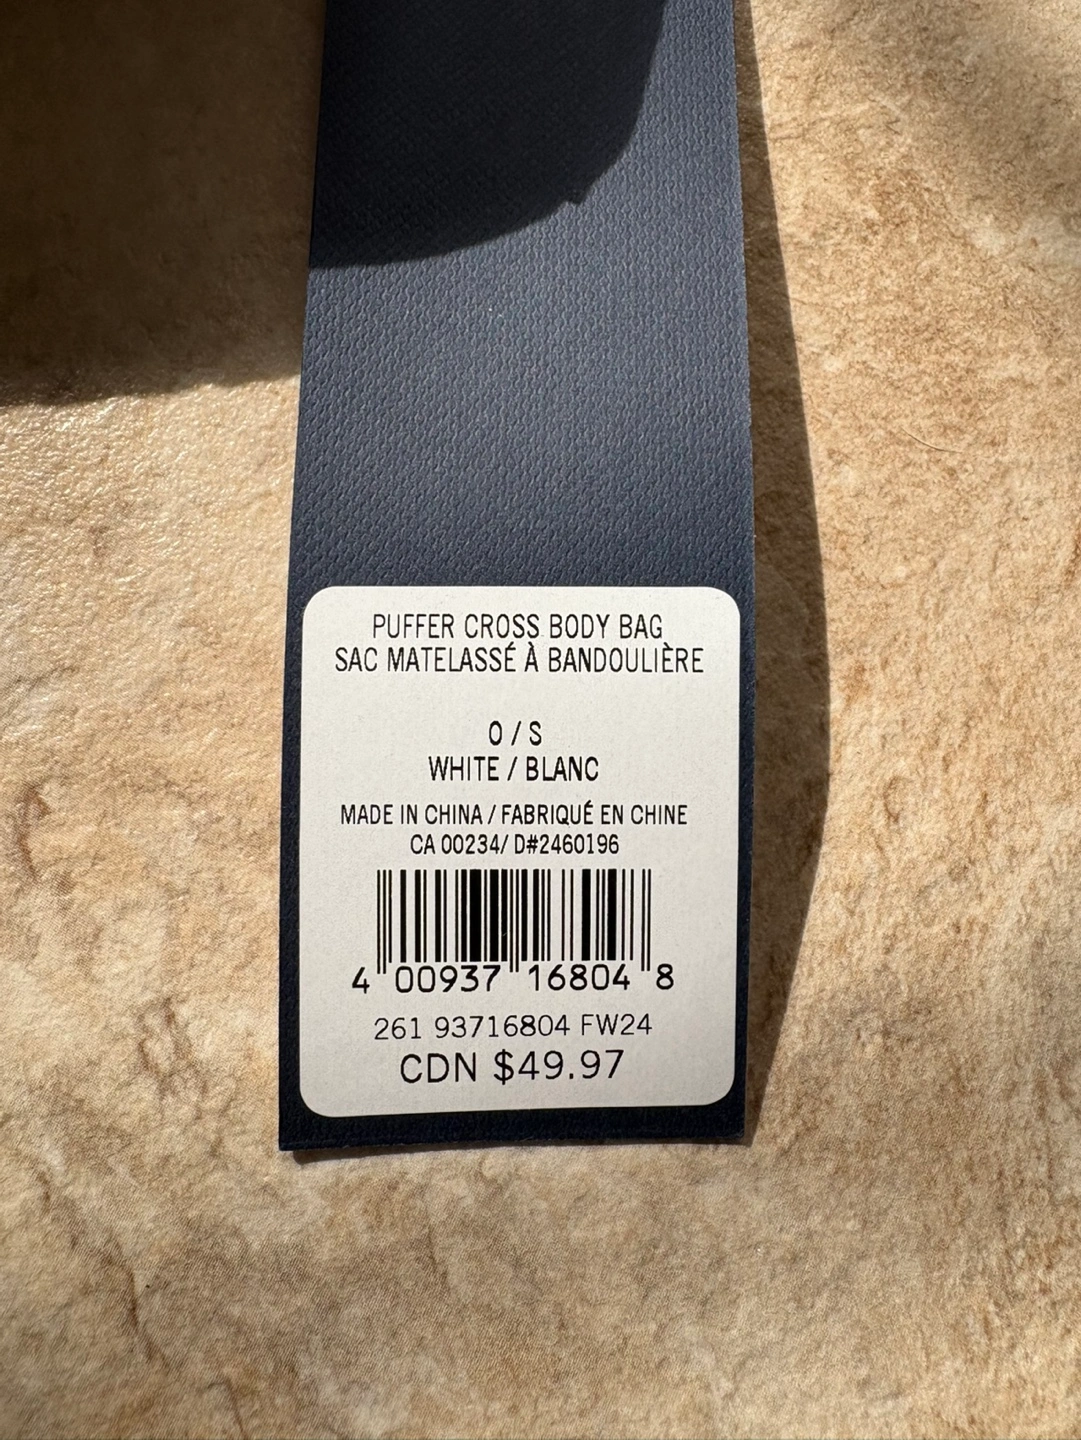 PUFFER CROSS BODY BAG
SAC MATELASSÉ À BANDOULIÈRE
O / S
WHITE / BLANC
MADE IN CHINA / FABRIQUÉ EN CHINE
CA 00234/ D#2460196
4 00937 16804 8
261 93716804 FW24
CDN $49.97